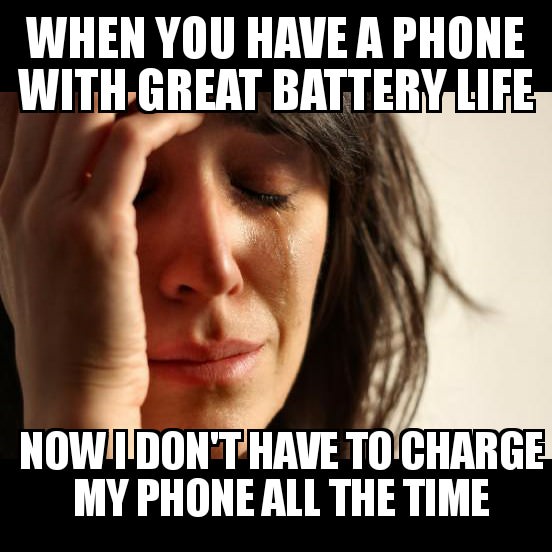 WHEN YOU HAVE A PHONE
WITH GREAT BATTERY LIFE
NOW I DON'T HAVE TO CHARGE
MY PHONE ALL THE TIME